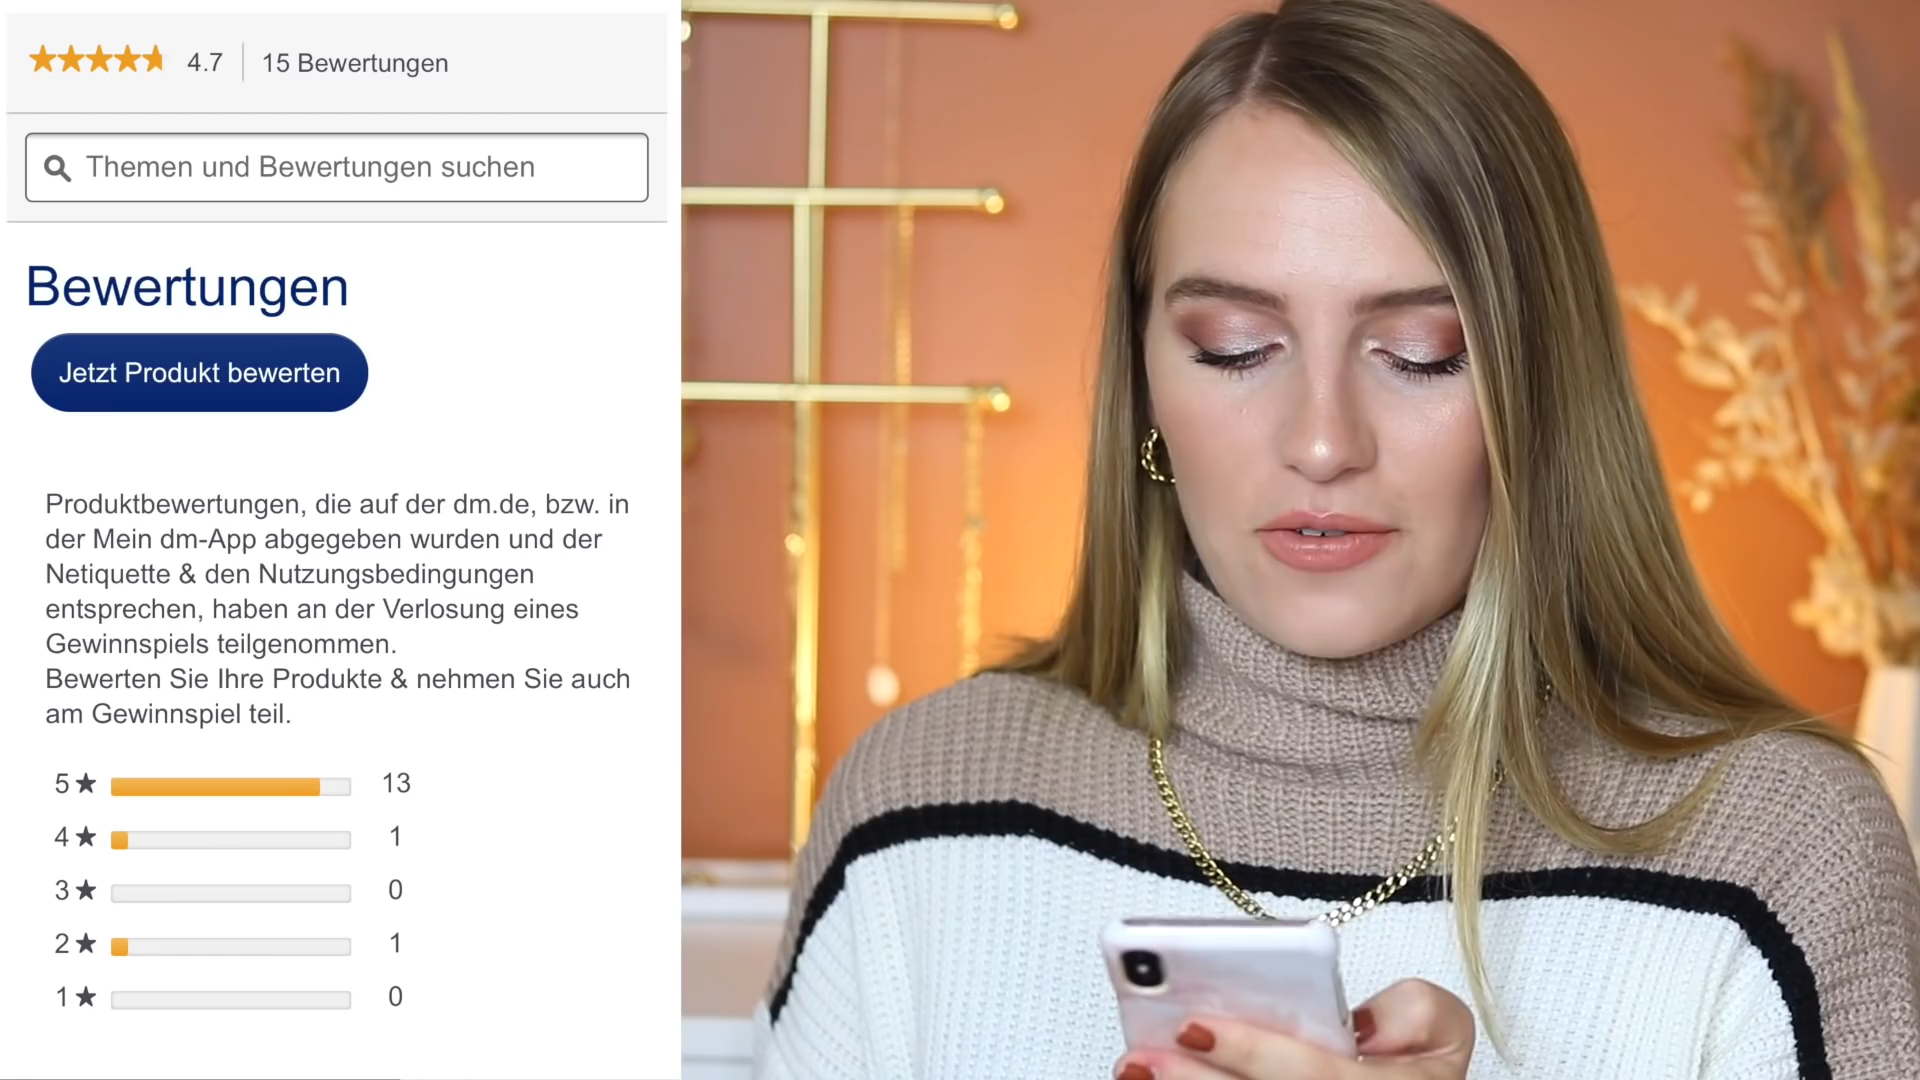 4.7 15 Bewertungen
Themen und Bewertungen suchen
Bewertungen
Jetzt Produkt bewerten
Produktbewertungen, die auf der dm.de, bzw. in
der Mein dm-App abgegeben wurden und der
Netiquette & den Nutzungsbedingungen
entsprechen, haben an der Verlosung eines
Gewinnspiels teilgenommen.
Bewerten Sie Ihre Produkte & nehmen Sie auch
am Gewinnspiel teil.
5★ 13
4★ 1
3★ 0
2★ 1
1★ 0